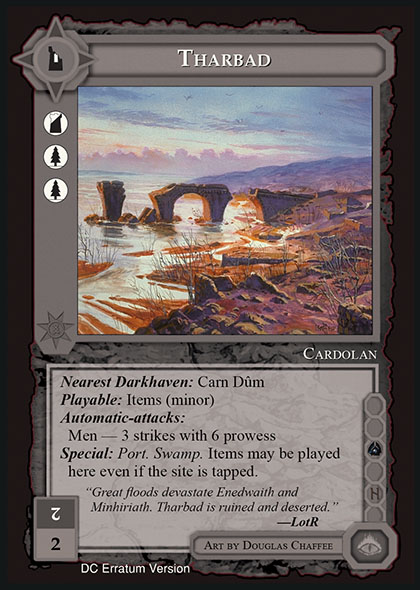 THARBAD
CARDOLAN
Nearest Darkhaven: Carn Dûm
Playable: Items (minor)
Automatic-attacks:
Men — 3 strikes with 6 prowess
Special: Port. Swamp. Items may be played
here even if the site is tapped.
“Great floods devastate Enedwaith and
Minhiriath. Tharbad is ruined and deserted.”
—LotR
2
2
ART BY DOUGLAS CHAFFEE
DC Erratum Version